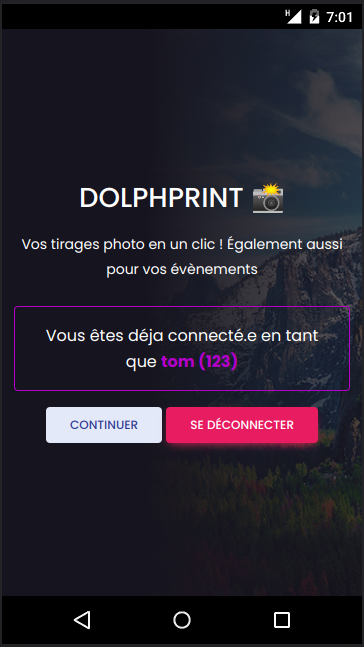 H 7:01
DOLPHPRINT 📸
Vos tirages photo en un clic ! Également aussi
pour vos évènements
Vous êtes déja connecté.e en tant
que tom (123)
CONTINUER SE DÉCONNECTER